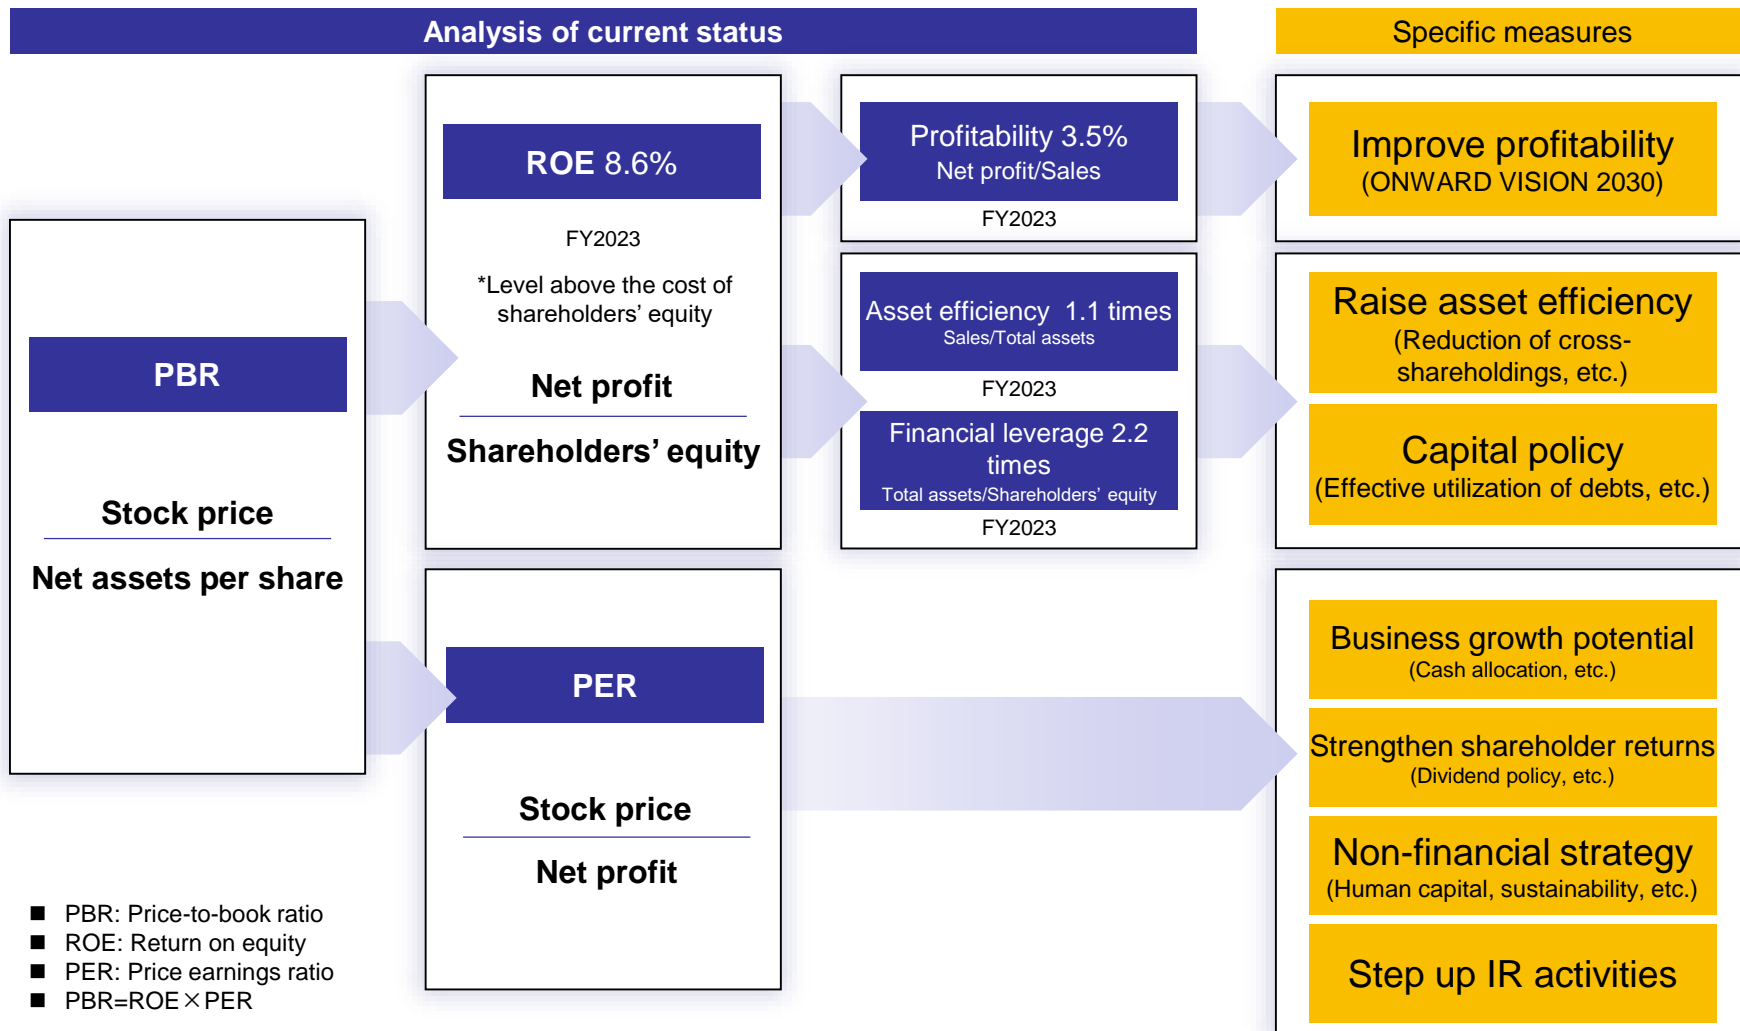 Analysis of current status
Specific measures
PBR
Stock price
Net assets per share
ROE 8.6%
FY2023
*Level above the cost of
shareholders’ equity
Net profit
Shareholders’ equity
PER
Stock price
Net profit
Profitability 3.5%
Net profit/Sales
FY2023
Asset efficiency 1.1 times
Sales/Total assets
FY2023
Financial leverage 2.2
times
Total assets/Shareholders’ equity
FY2023
Improve profitability
(ONWARD VISION 2030)
Raise asset efficiency
(Reduction of cross-
shareholdings, etc.)
Capital policy
(Effective utilization of debts, etc.)
Business growth potential
(Cash allocation, etc.)
Strengthen shareholder returns
(Dividend policy, etc.)
Non-financial strategy
(Human capital, sustainability, etc.)
Step up IR activities
■ PBR: Price-to-book ratio
■ ROE: Return on equity
■ PER: Price earnings ratio
■ PBR=ROE×PER